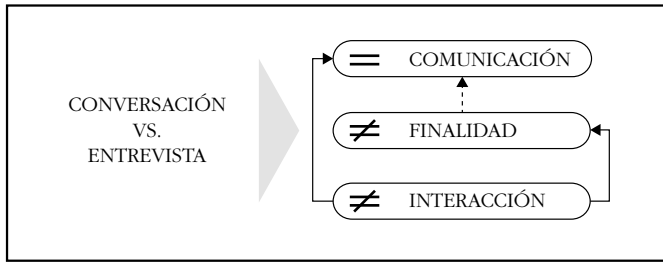 CONVERSACIÓN
VS.
ENTREVISTA
= COMUNICACIÓN
≠ FINALIDAD
≠ INTERACCIÓN